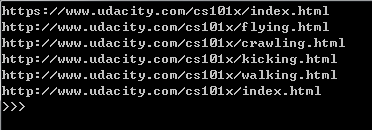 https://www.udacity.com/cs101x/index.html
http://www.udacity.com/cs101x/flying.html
http://www.udacity.com/cs101x/crawling.html
http://www.udacity.com/cs101x/kicking.html
http://www.udacity.com/cs101x/walking.html
http://www.udacity.com/cs101x/index.html
>>>